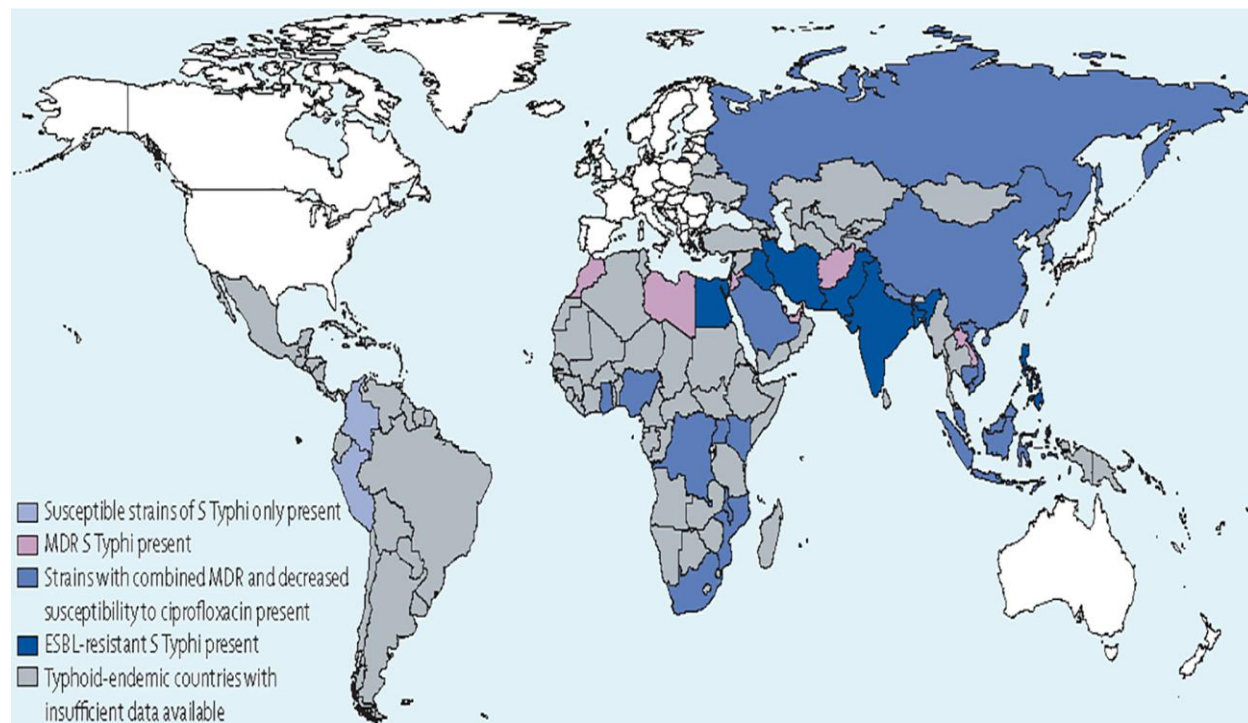 Susceptible strains of S Typhi only present
MDR S Typhi present
Strains with combined MDR and decreased
susceptibility to ciprofloxacin present
ESBL-resistant S Typhi present
Typhoid-endemic countries with
insufficient data available